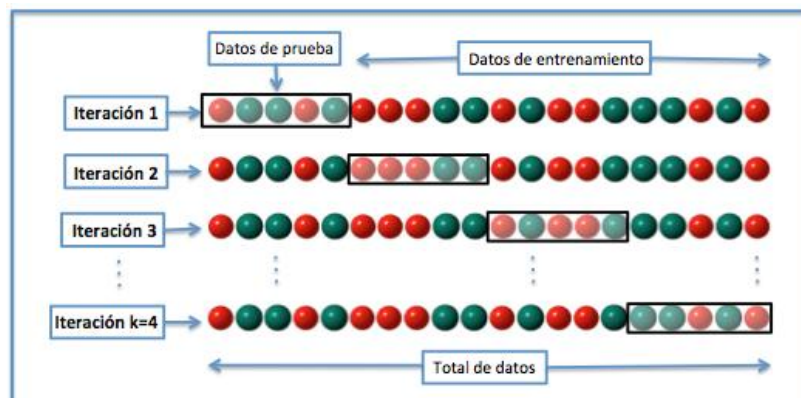 Datos de prueba
Datos de entrenamiento
Iteración 1
Iteración 2
Iteración 3
Iteración k=4
Total de datos